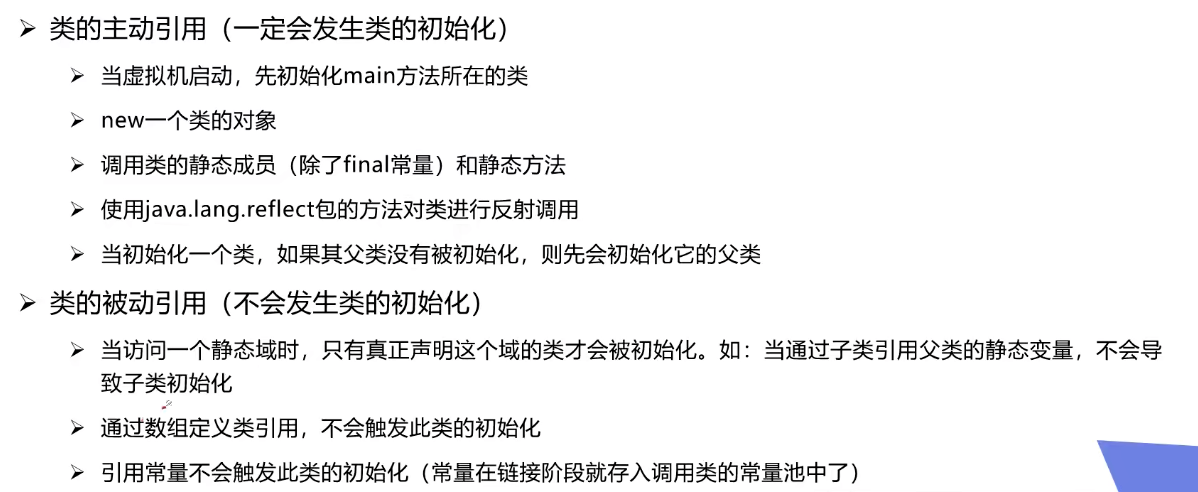 ➢ 类的主动引用（一定会发生类的初始化）
➢ 当虚拟机启动，先初始化main方法所在的类
➢ new一个类的对象
➢ 调用类的静态成员（除了final常量）和静态方法
➢ 使用java.lang.reflect包的方法对类进行反射调用
➢ 当初始化一个类，如果其父类没有被初始化，则先会初始化它的父类
➢ 类的被动引用（不会发生类的初始化）
➢ 当访问一个静态域时，只有真正声明这个域的类才会被初始化。如：当通过子类引用父类的静态变量，不会导
致子类初始化
➢ 通过数组定义类引用，不会触发此类的初始化
➢ 引用常量不会触发此类的初始化（常量在链接阶段就存入调用类的常量池中了）